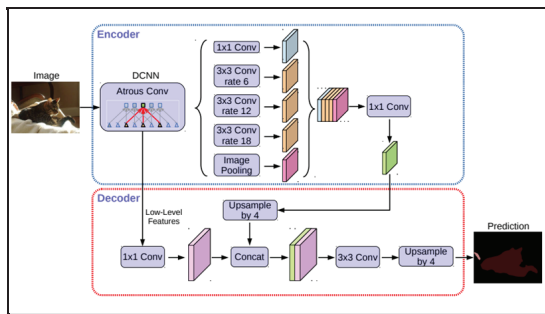 Encoder
Image
DCNN
Atrous Conv
1x1 Conv
3x3 Conv
rate 6
3x3 Conv
rate 12
3x3 Conv
rate 18
Image
Pooling
1x1 Conv
Decoder
Low-Level
Features
Upsample
by 4
1x1 Conv
Concat
3x3 Conv
Upsample
by 4
Prediction